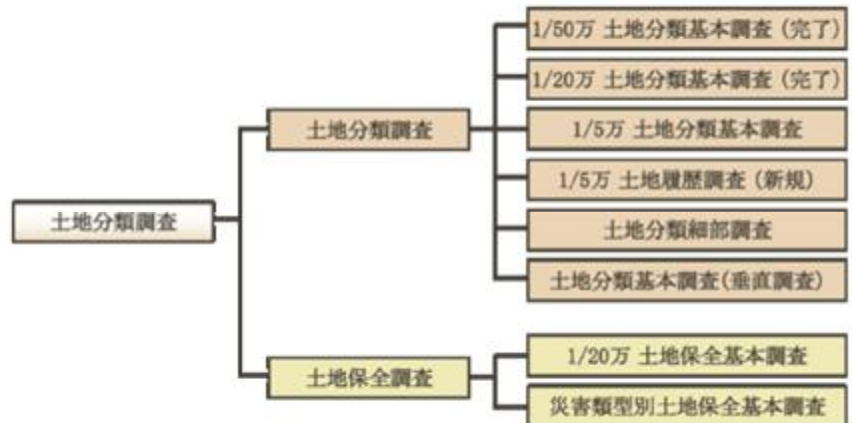 土地分類調査
土地分類調査
1/50万 土地分類基本調査 (完了)
1/20万 土地分類基本調査 (完了)
1/5万 土地分類基本調査
1/5万 土地履歴調査 (新規)
土地分類細部調査
土地分類基本調査(垂直調査)
土地保全調査
1/20万 土地保全基本調査
災害類型別土地保全基本調査